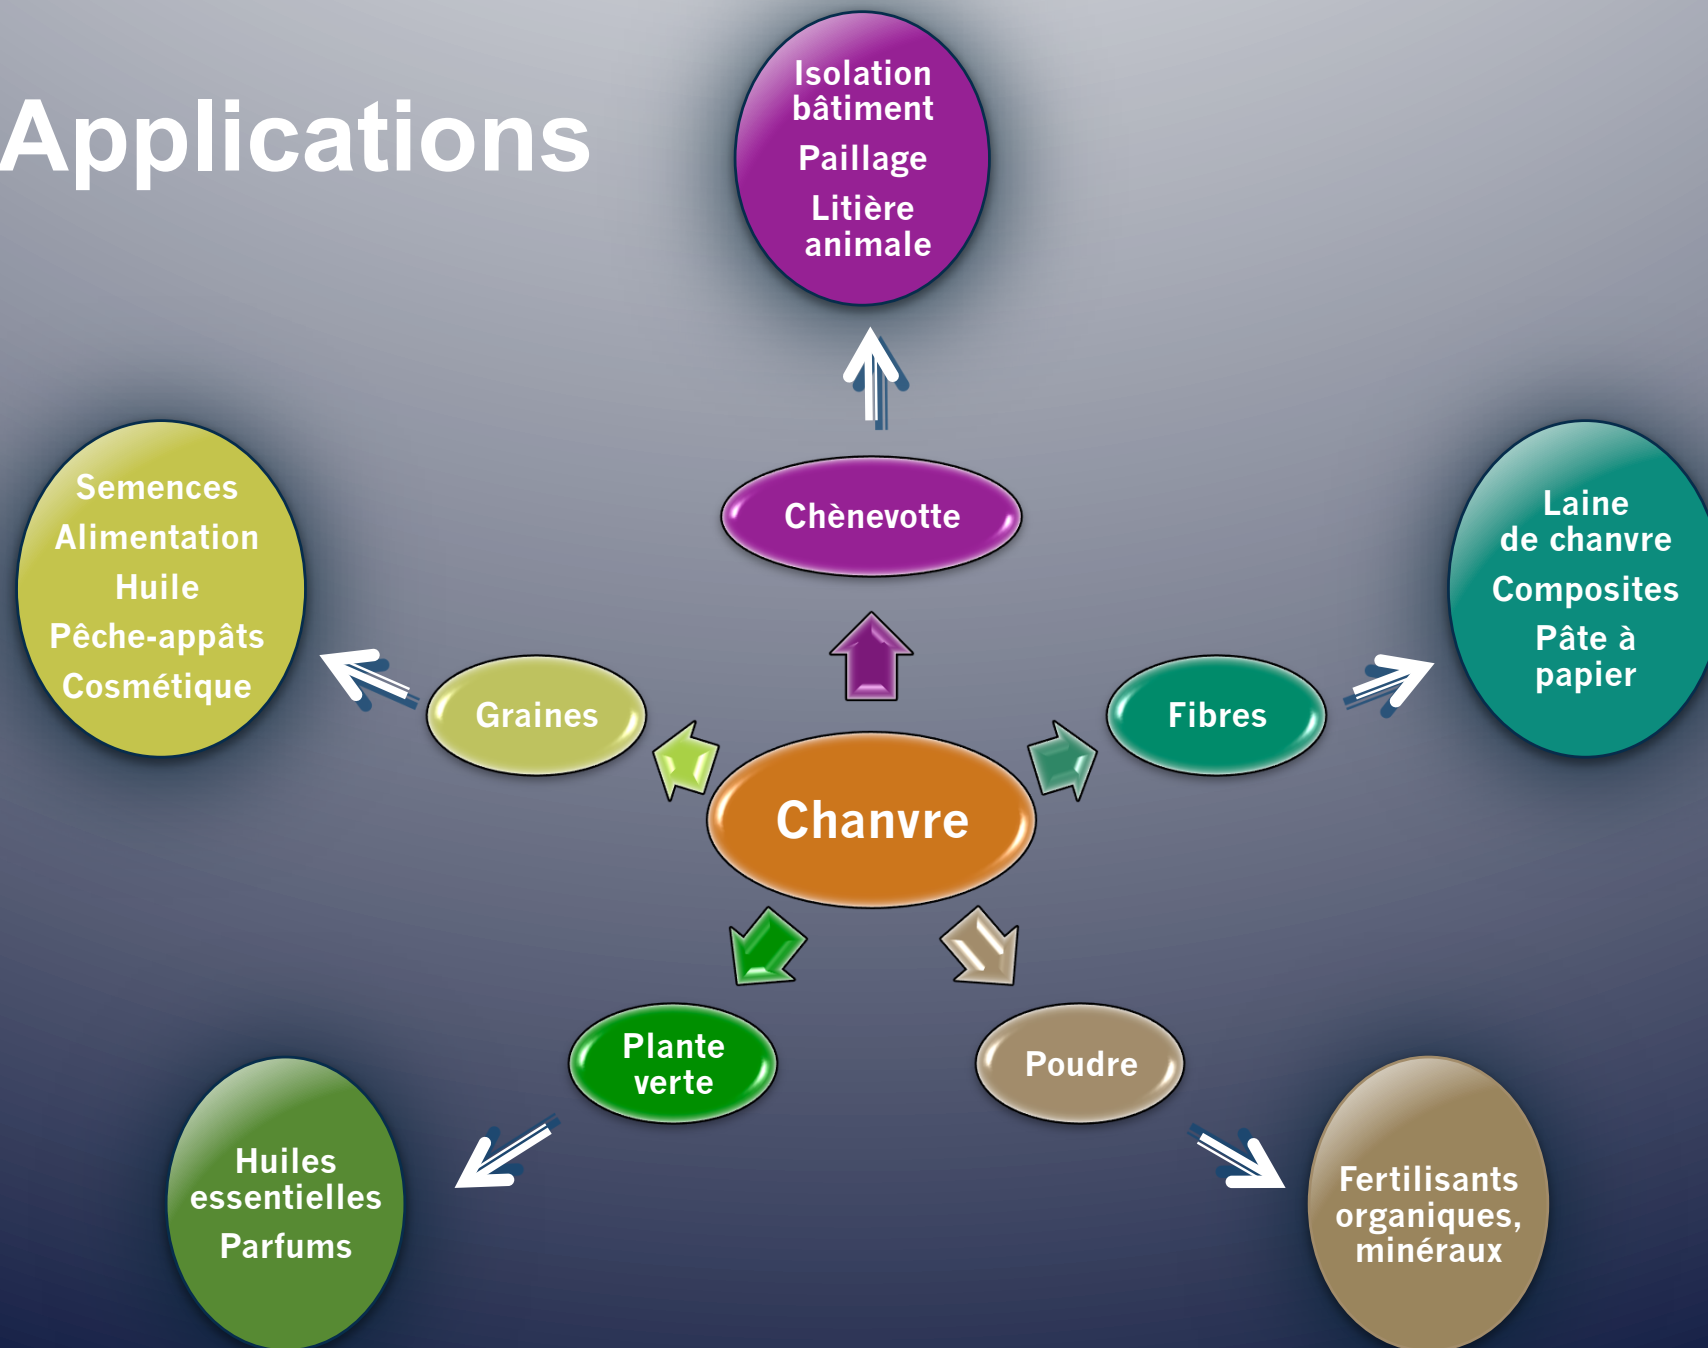 Applications
Isolation
bâtiment
Paillage
Litière
animale
Chènevotte
Semences
Alimentation
Huile
Pêche-appâts
Cosmétique
Graines
Laine
de chanvre
Composites
Pâte à
papier
Fibres
Chanvre
Plante
verte
Poudre
Huiles
essentielles
Parfums
Fertilisants
organiques,
minéraux